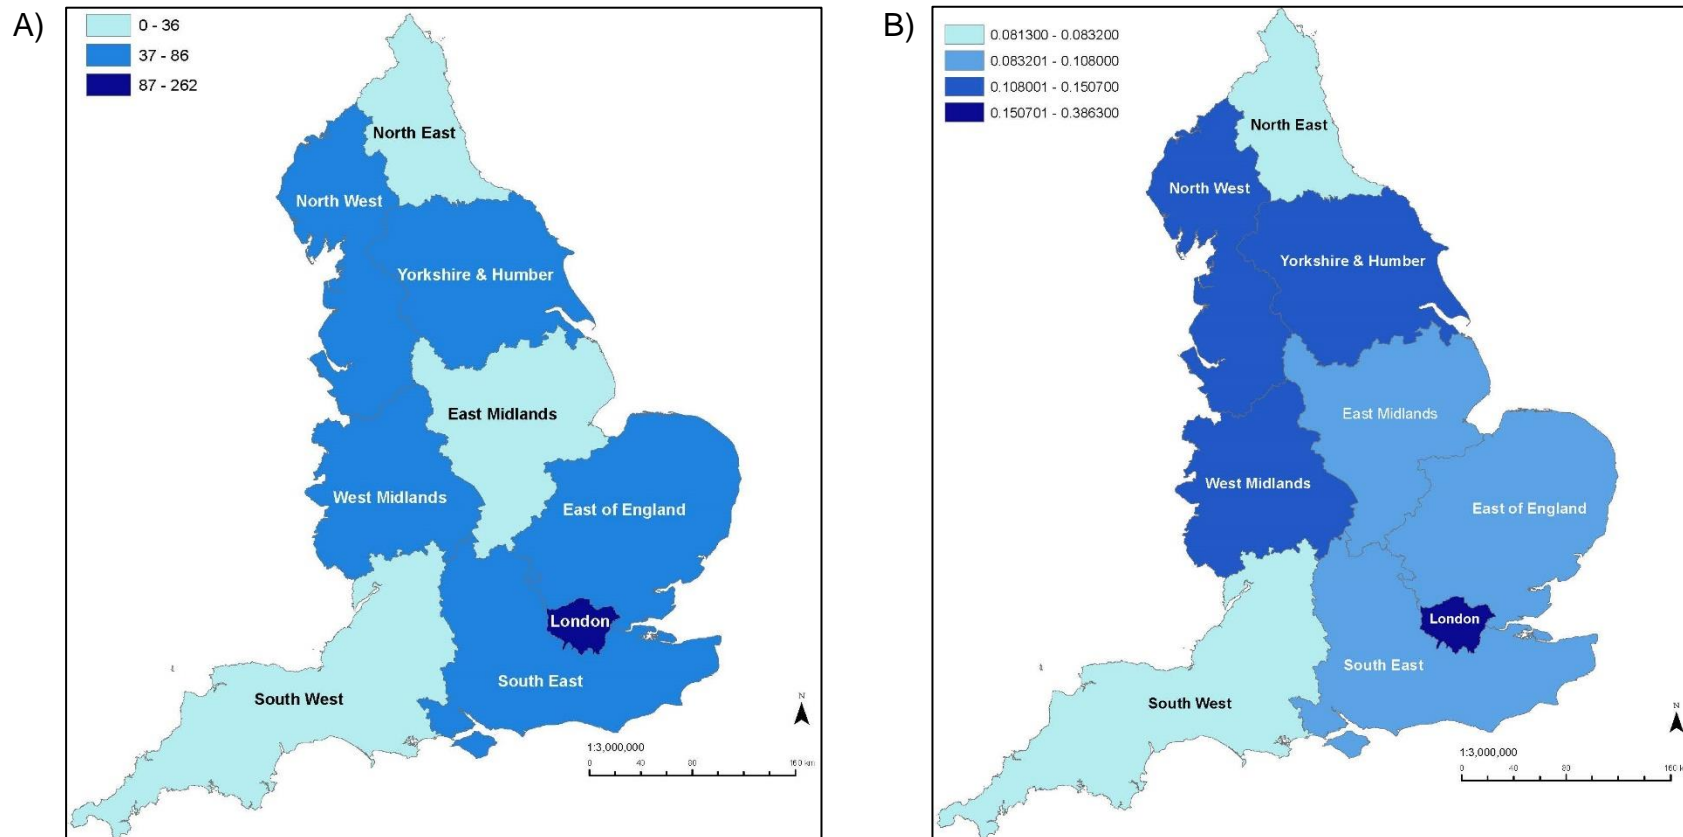 A)
0 - 36
37 - 86
87 - 262
North East
North West
Yorkshire & Humber
East Midlands
West Midlands
East of England
London
South East
South West
N
1:3,000,000
0 40 80 160 km
B)
0.081300 - 0.083200
0.083201 - 0.108000
0.108001 - 0.150700
0.150701 - 0.386300
North East
North West
Yorkshire & Humber
East Midlands
West Midlands
East of England
London
South East
South West
N
1:3,000,000
0 40 80 160 k